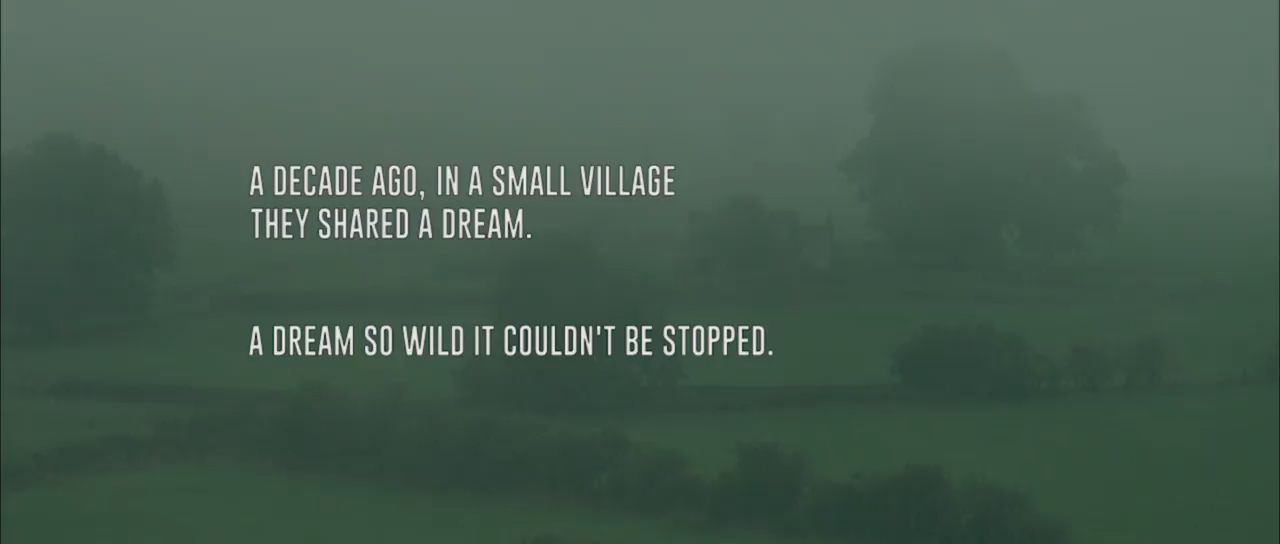 A DECADE AGO, IN A SMALL VILLAGE
THEY SHARED A DREAM.
A DREAM SO WILD IT COULDN'T BE STOPPED.